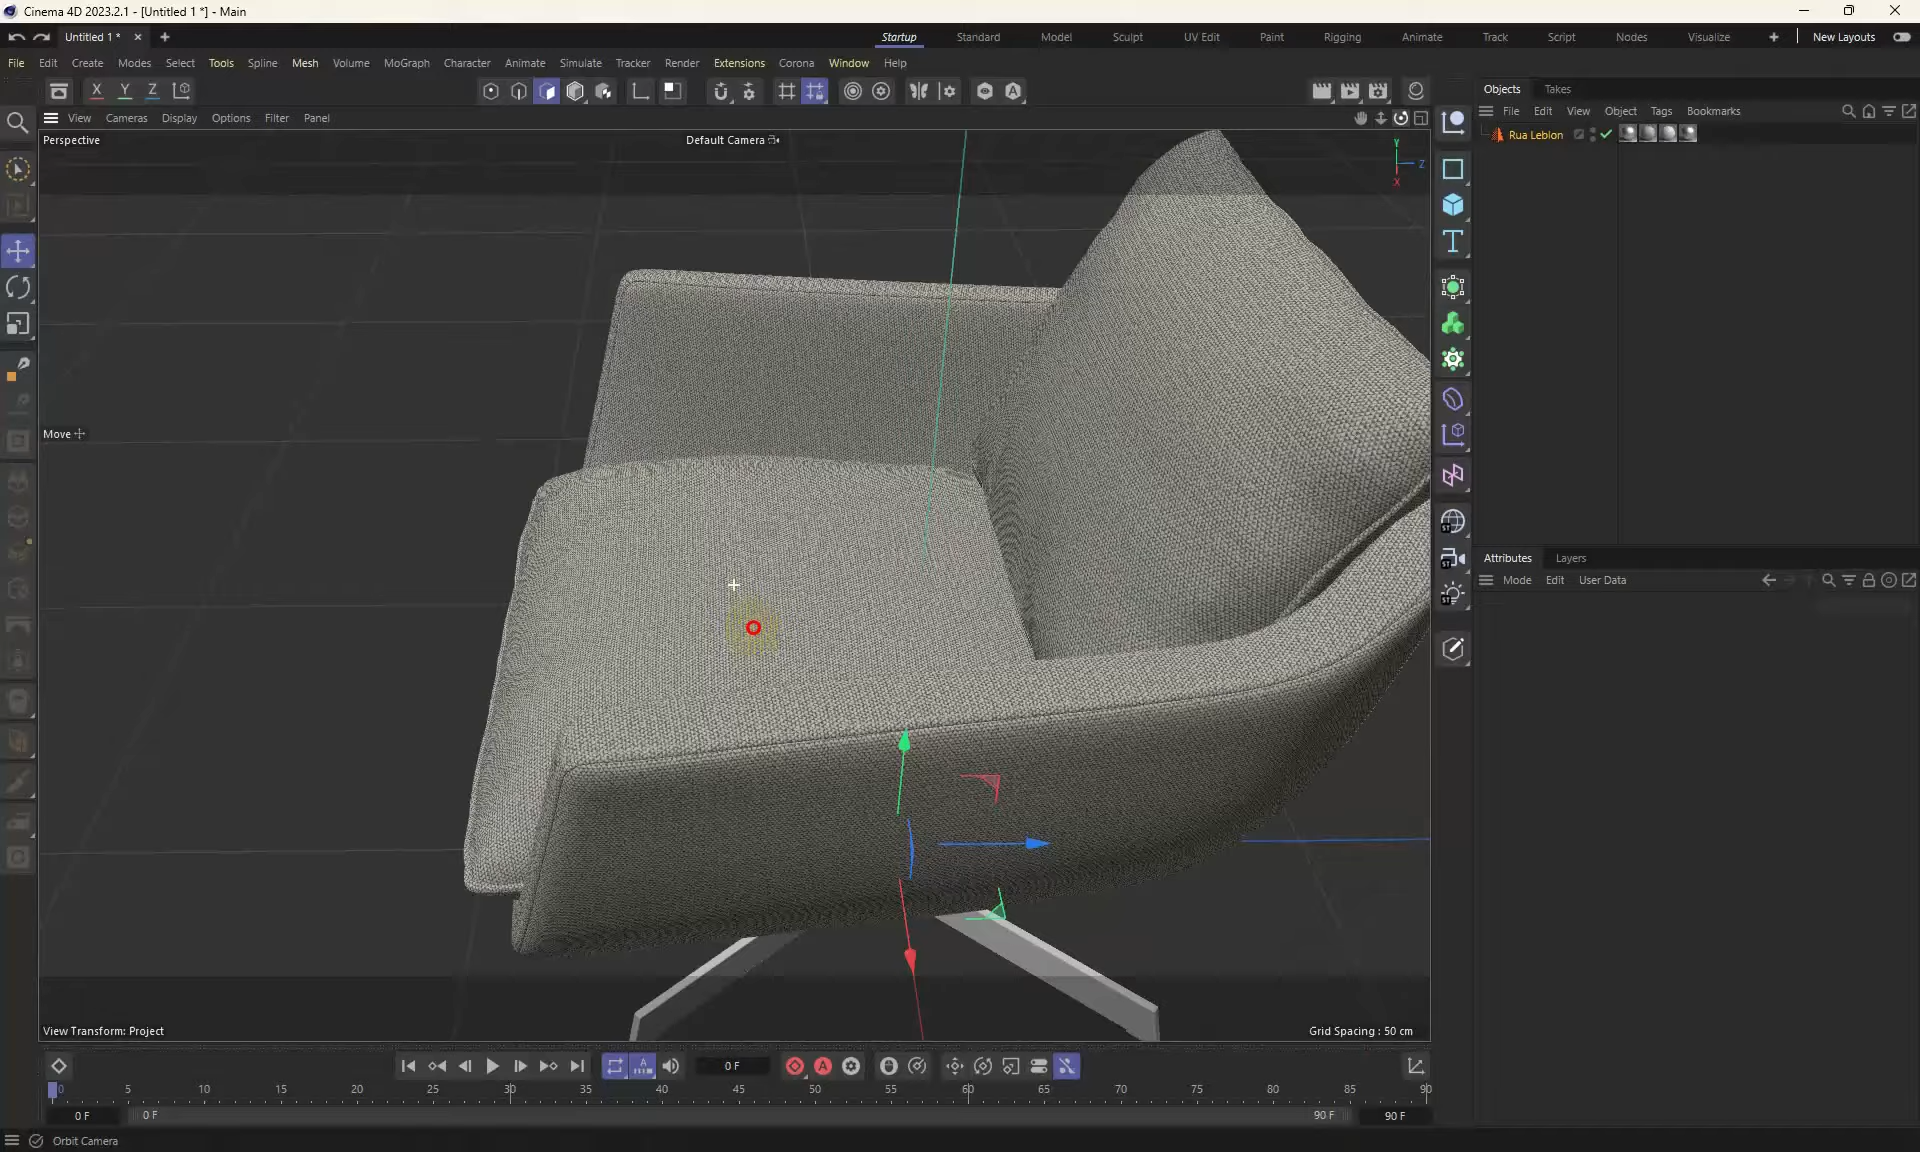 Cinema 4D 2023.2.1 - [Untitled 1 *] - Main
Untitled 1 *
Startup Standard Model Sculpt UV Edit Paint Rigging Animate Track Script Nodes Visualize New Layouts
File Edit Create Modes Select Tools Spline Mesh Volume MoGraph Character Animate Simulate Tracker Render Extensions Corona Window Help
X Y Z
Objects Takes
File Edit View Object Tags Bookmarks
Rua Leblon
View Cameras Display Options Filter Panel
Perspective
Default Camera
Y
Z
X
Move
View Transform: Project
Grid Spacing : 50 cm
Attributes Layers
Mode Edit User Data
0 F
0 5 10 15 20 25 30 35 40 45 50 55 60 65 70 75 80 85 90
0 F 0 F 90 F 90 F
Orbit Camera